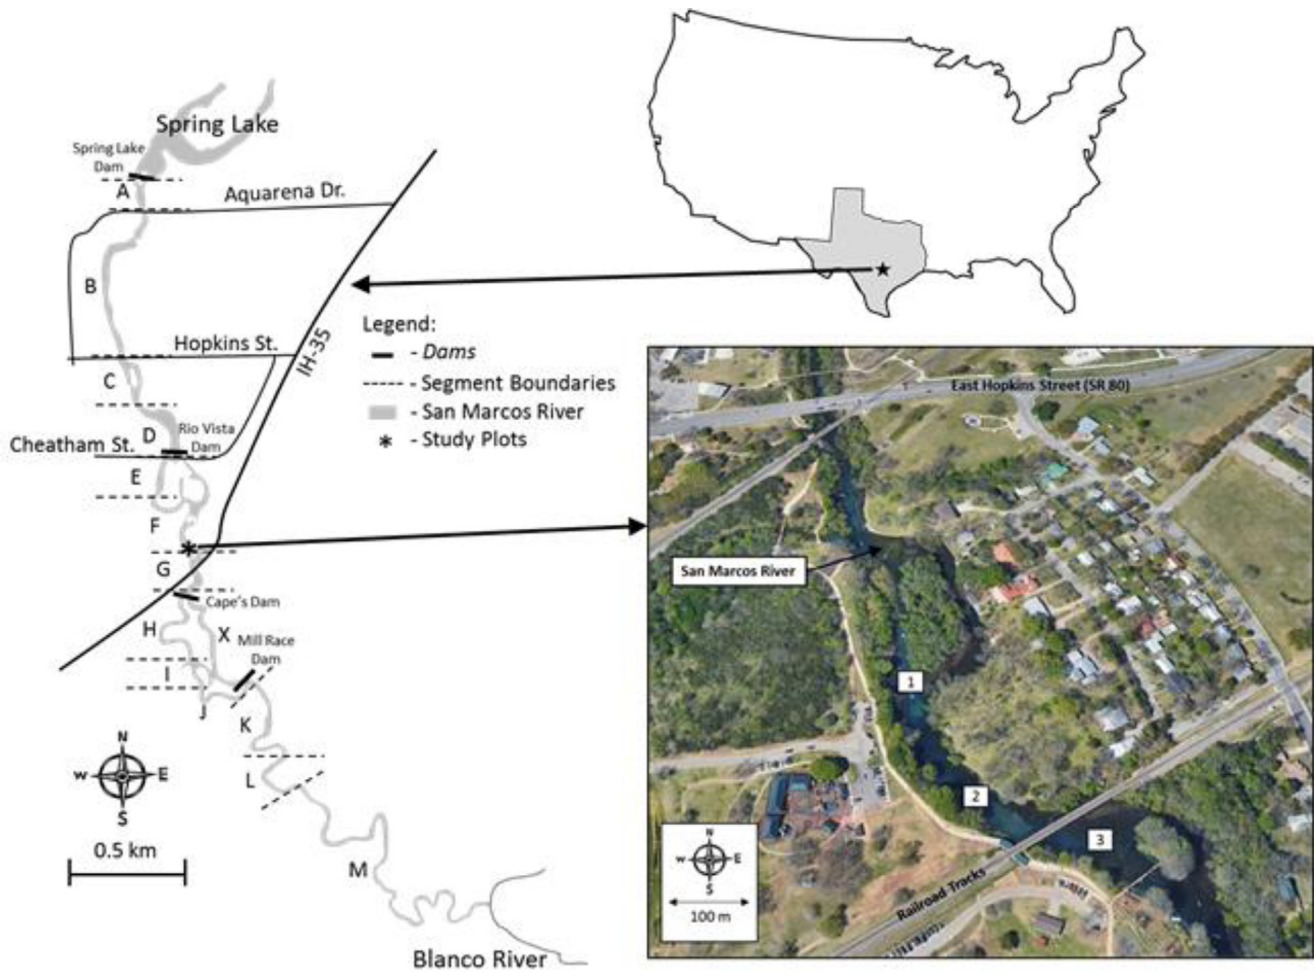 Spring Lake
Spring Lake
Dam
A
Aquarena Dr.
B
Hopkins St.
IH-35
C
D
Rio Vista
Dam
Cheatham St.
E
F
G
Cape's Dam
H
X
Mill Race
Dam
I
J
K
L
M
Blanco River
N
W
E
S
0.5 km
Legend:
- Dams
- Segment Boundaries
- San Marcos River
* - Study Plots
East Hopkins Street (SR 80)
San Marcos River
1
2
3
Railroad Tracks
N
W
E
S
100 m